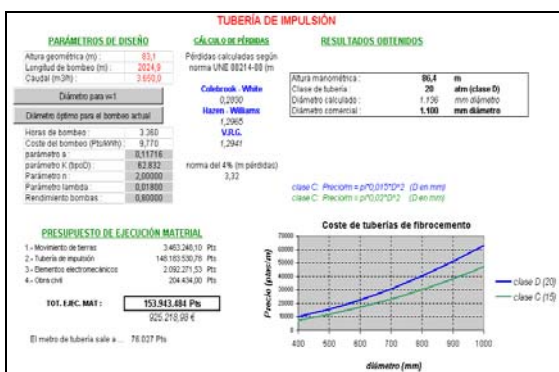 TUBERÍA DE IMPULSIÓN
PARÁMETROS DE DISEÑO
Altura geométrica (m) : 83,1
Longitud de bombeo (m) : 2024,9
Caudal (m3/h) : 3.650,0
Diámetro para v=1
Diámetro óptimo para el bombeo actual
Horas de bombeo : 3.360
Coste del bombeo (Pts/kWh) : 9,770
parámetro a : 0,11716
parámetro K (tipoD) : 62.832
Parámetro n : 2,00000
Parámetro lambda : 0,01800
Rendimiento bombas : 0,80000
CÁLCULO DE PÉRDIDAS
Pérdidas calculadas según
norma UNE 88214-88 (m
Colebrook - White
0,2830
Hazen - Williams
1,2965
V.R.G.
1,2941
norma del 4% (m pérdidas)
3,32
RESULTADOS OBTENIDOS
Altura manométrica : 86,4 m
Clase de tubería : 20 atm (clase D)
Diámetro calculado : 1.136 mm diámetro
Diámetro comercial : 1.100 mm diámetro
clase C: Precio/m = pi*0,015*D^2 (D en mm)
clase C: Precio/m = pi*0,02*D^2 (D en mm)
PRESUPUESTO DE EJECUCIÓN MATERIAL
1.- Movimiento de tierras 3.463.248,10 Pts
2.- Tubería de impulsión 148.183.530,78 Pts
3.- Elementos electromecánicos 2.092.271,53 Pts
4.- Obra civil 204.434,00 Pts
TOT. EJEC. MAT : 153.943.484 Pts
925.218,98 €
El metro de tubería sale a ... 76.027 Pts
Coste de tuberías de fibrocemento
Precio (ptas/m)
70000
60000
50000
40000
30000
20000
10000
0
400 500 600 700 800 900 1000
diámetro (mm)
clase D (20)
clase C (15)